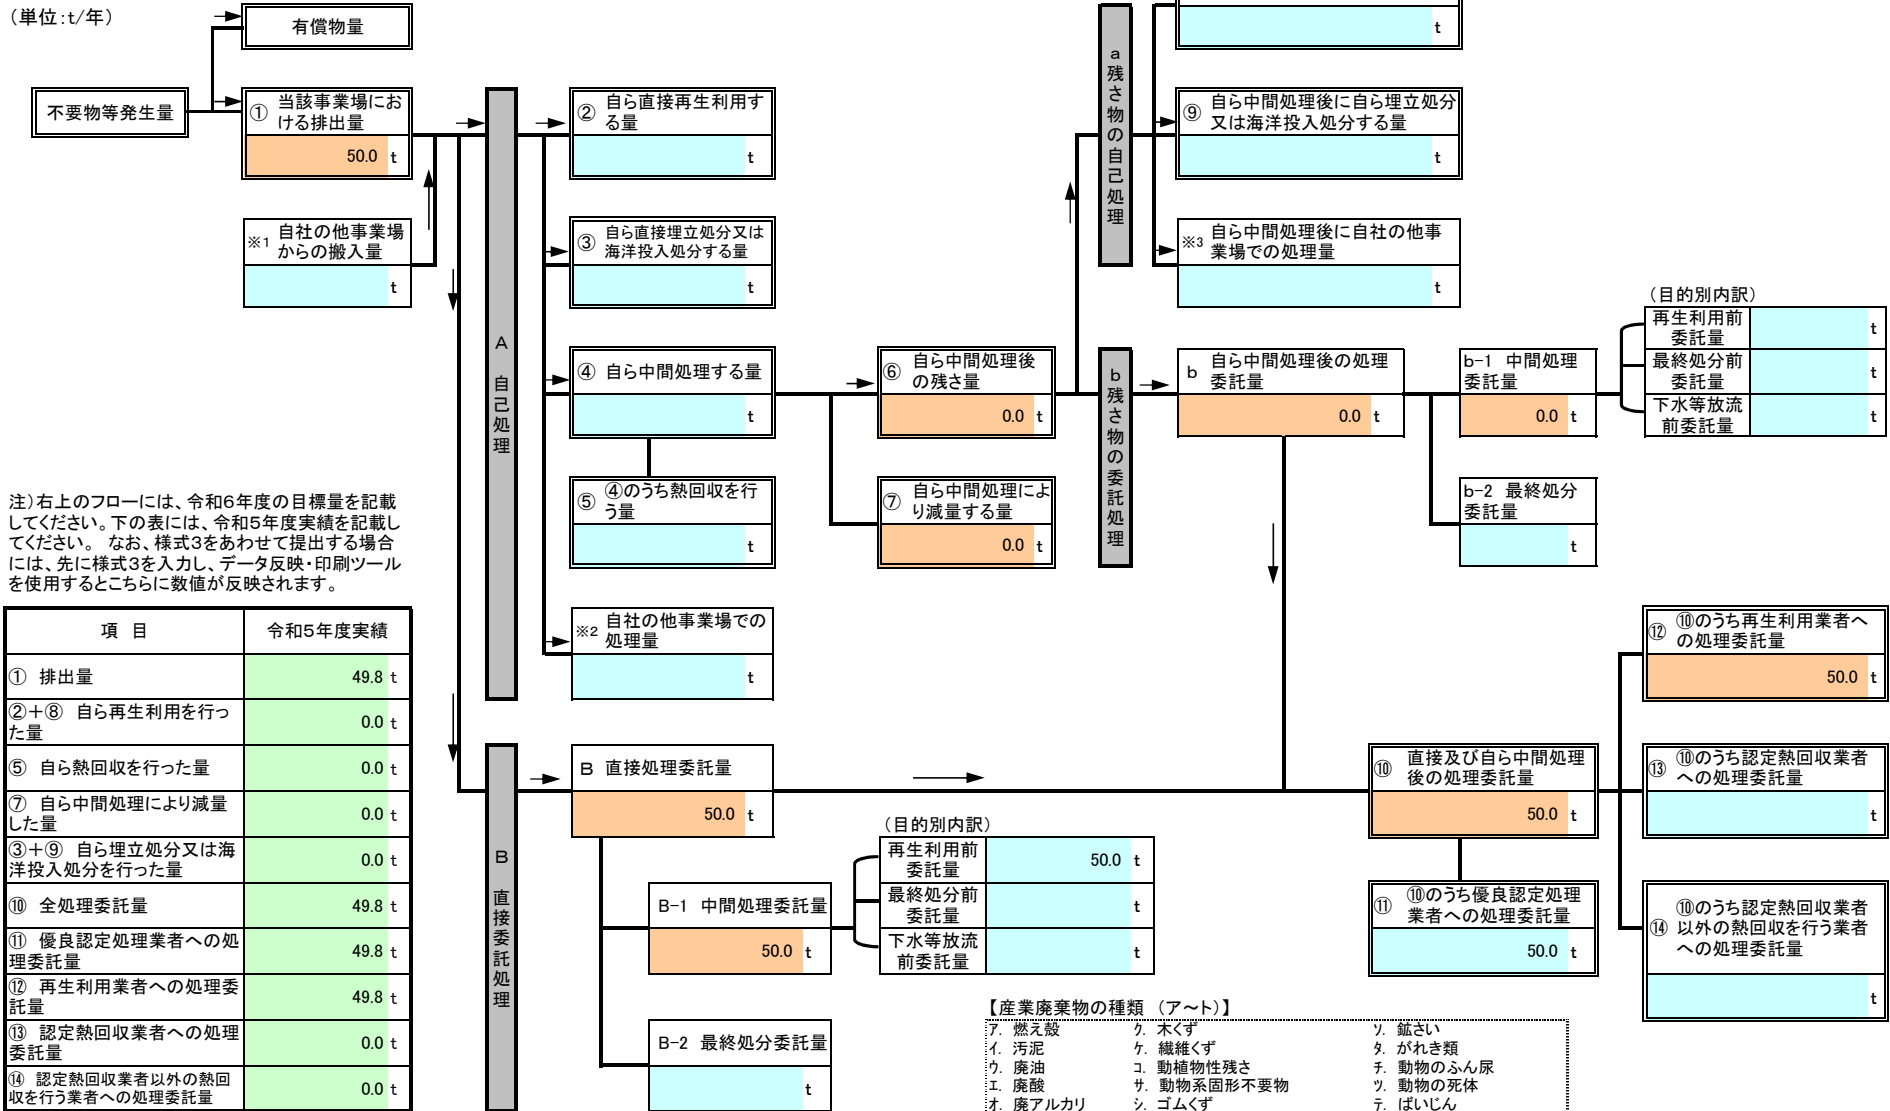 （単位：t/年）
有償物量
不要物等発生量
① 当該事業場にお
ける排出量
50.0 t
※1 自社の他事業場
からの搬入量
t
A 自己処理
② 自ら直接再生利用す
る量
t
③ 自ら直接埋立処分又は
海洋投入処分する量
t
④ 自ら中間処理する量
t
⑤ ④のうち熱回収を行
う量
t
※2 自社の他事業場での
処理量
t
⑥ 自ら中間処理後
の残さ量
0.0 t
⑦ 自ら中間処理によ
り減量する量
0.0 t
a 残さ物の自己処理
t
⑨ 自ら中間処理後に自ら埋立処分
又は海洋投入処分する量
t
※3 自ら中間処理後に自社の他事
業場での処理量
t
b 残さ物の委託処理
b 自ら中間処理後の処理
委託量
0.0 t
b-1 中間処理
委託量
0.0 t
（目的別内訳）
再生利用前
委託量
t
最終処分前
委託量
t
下水等放流
前委託量
t
b-2 最終処分
委託量
t
注）右上のフローには、令和6年度の目標量を記載
してください。下の表には、令和5年度実績を記載し
てください。 なお、様式3をあわせて提出する場合
には、先に様式3を入力し、データ反映・印刷ツール
を使用するとこちらに数値が反映されます。
項 目 令和5年度実績
① 排出量 49.8 t
②＋⑧ 自ら再生利用を行っ
た量 0.0 t
⑤ 自ら熱回収を行った量 0.0 t
⑦ 自ら中間処理により減量
した量 0.0 t
③＋⑨ 自ら埋立処分又は海
洋投入処分を行った量 0.0 t
⑩ 全処理委託量 49.8 t
⑪ 優良認定処理業者への処
理委託量 49.8 t
⑫ 再生利用業者への処理委
託量 49.8 t
⑬ 認定熱回収業者への処理
委託量 0.0 t
⑭ 認定熱回収業者以外の熱回
収を行う業者への処理委託量 0.0 t
B 直接委託処理
B 直接処理委託量
50.0 t
B-1 中間処理委託量
50.0 t
（目的別内訳）
再生利用前
委託量
50.0 t
最終処分前
委託量
t
下水等放流
前委託量
t
B-2 最終処分委託量
t
⑩ 直接及び自ら中間処理
後の処理委託量
50.0 t
⑪ ⑩のうち優良認定処理
業者への処理委託量
50.0 t
⑫ ⑩のうち再生利用業者へ
の処理委託量
50.0 t
⑬ ⑩のうち認定熱回収業者
への処理委託量
t
⑭ ⑩のうち認定熱回収業者
以外の熱回収を行う業者
への処理委託量
t
【産業廃棄物の種類 （ア～ト）】
ア. 燃え殻 ク. 木くず ソ. 鉱さい
イ. 汚泥 ケ. 繊維くず タ. がれき類
ウ. 廃油 コ. 動植物性残さ チ. 動物のふん尿
エ. 廃酸 サ. 動物系固形不要物 ツ. 動物の死体
オ. 廃アルカリ シ. ゴムくず テ. ばいじん